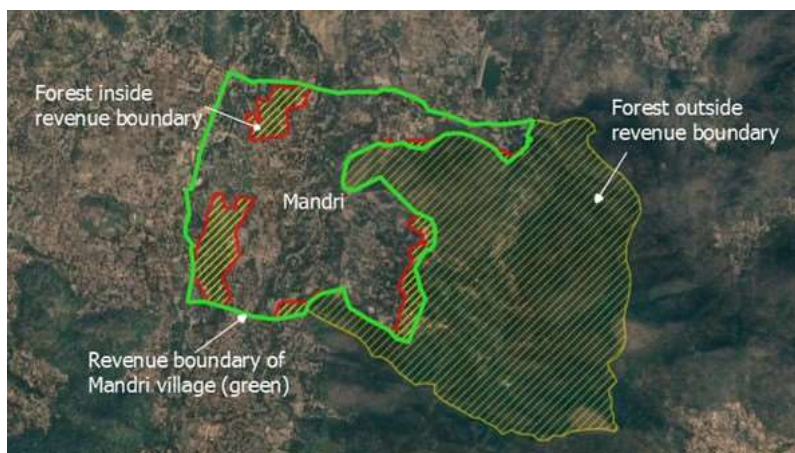 Forest inside
revenue boundary
Forest outside
revenue boundary
Mandri
Revenue boundary of
Mandri village (green)